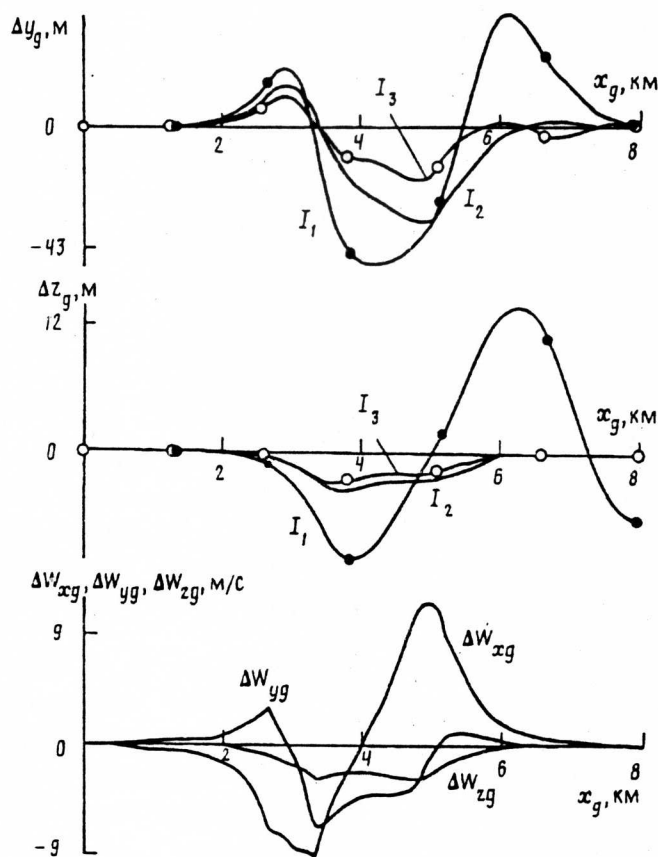 Δy_g, м
x_g, км
I_3
0
2
4
6
8
I_1
I_2
-43
Δz_g, м
12
x_g, км
I_3
0
2
4
6
8
I_1
I_2
ΔW_xg, ΔW_yg, ΔW_zg, м/с
9
ΔW_xg
ΔW_yg
0
2
4
6
8
ΔW_zg
x_g, км
-9